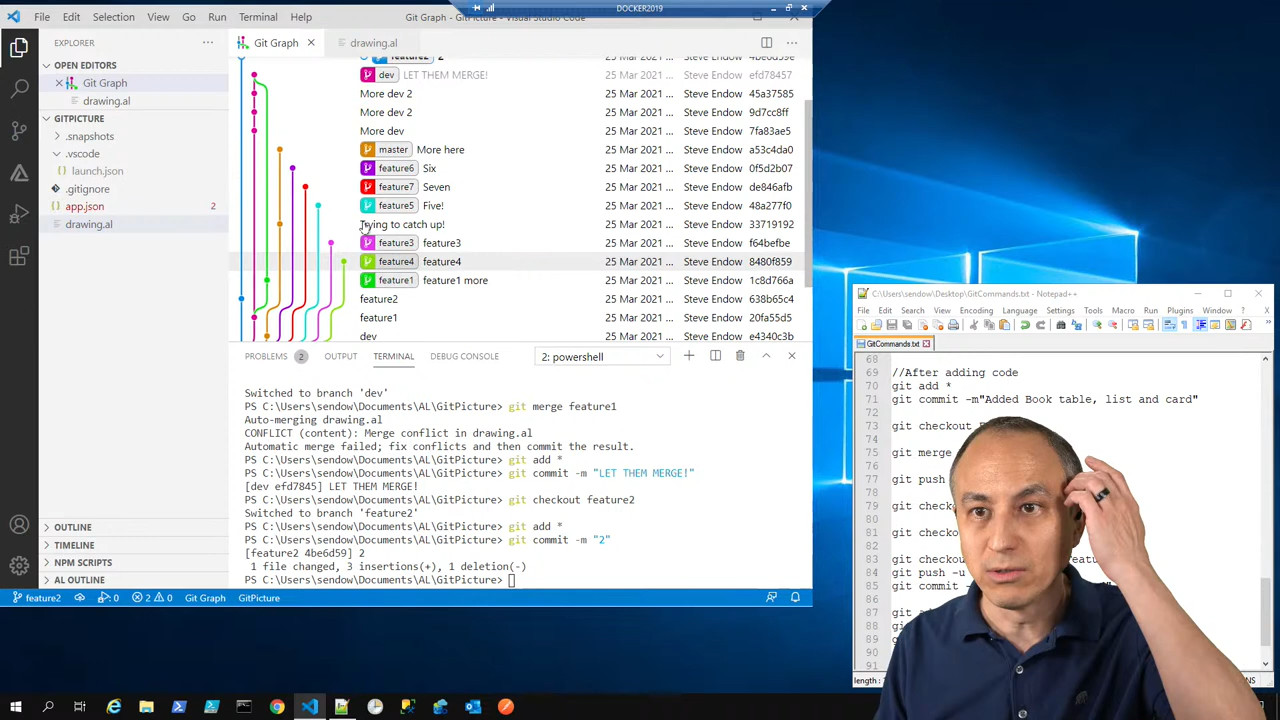 DOCKER2019
File Edit Selection View Go Run Terminal Help
Git Graph - GitPicture - Visual Studio Code
EXPLORER
OPEN EDITORS
Git Graph
drawing.al
GITPICTURE
.snapshots
.vscode
launch.json
.gitignore
app.json 2
drawing.al
OUTLINE
TIMELINE
NPM SCRIPTS
AL OUTLINE
Git Graph
drawing.al
feature2 2 25 Mar 2021 ... Steve Endow 4be6d59e
dev LET THEM MERGE! 25 Mar 2021 ... Steve Endow efd78457
More dev 2 25 Mar 2021 ... Steve Endow 45a37585
More dev 2 25 Mar 2021 ... Steve Endow 9d7cc8ff
More dev 25 Mar 2021 ... Steve Endow 7fa83ae5
master More here 25 Mar 2021 ... Steve Endow a53c4da0
feature6 Six 25 Mar 2021 ... Steve Endow 0f5d2b07
feature7 Seven 25 Mar 2021 ... Steve Endow de846afb
feature5 Five! 25 Mar 2021 ... Steve Endow 48a277f0
Trying to catch up! 25 Mar 2021 ... Steve Endow 33719192
feature3 feature3 25 Mar 2021 ... Steve Endow f64befbe
feature4 feature4 25 Mar 2021 ... Steve Endow 8480f859
feature1 feature1 more 25 Mar 2021 ... Steve Endow 1c8d766a
feature2 25 Mar 2021 ... Steve Endow 638b65c4
feature1 25 Mar 2021 ... Steve Endow 20fa55d5
dev 25 Mar 2021 ... Steve Endow e4340c3b
PROBLEMS 2 OUTPUT TERMINAL DEBUG CONSOLE 2: powershell
Switched to branch 'dev'
PS C:\Users\sendow\Documents\AL\GitPicture> git merge feature1
Auto-merging drawing.al
CONFLICT (content): Merge conflict in drawing.al
Automatic merge failed; fix conflicts and then commit the result.
PS C:\Users\sendow\Documents\AL\GitPicture> git add *
PS C:\Users\sendow\Documents\AL\GitPicture> git commit -m "LET THEM MERGE!"
[dev efd7845] LET THEM MERGE!
PS C:\Users\sendow\Documents\AL\GitPicture> git checkout feature2
Switched to branch 'feature2'
PS C:\Users\sendow\Documents\AL\GitPicture> git add *
PS C:\Users\sendow\Documents\AL\GitPicture> git commit -m "2"
[feature2 4be6d59] 2
1 file changed, 3 insertions(+), 1 deletion(-)
PS C:\Users\sendow\Documents\AL\GitPicture>
feature2 0 2 0 Git Graph GitPicture
C:\Users\sendow\Desktop\GitCommands.txt - Notepad++
File Edit Search View Encoding Language Settings Tools Macro Run Plugins Window ?
GitCommands.txt
68
69 //After adding code
70 git add *
71 git commit -m"Added Book table, list and card"
72
73 git checkout
74
75 git merge
76
77 git push
78
79 git checko
80
81 git checko
82
83 git checkout
84 git push -u
85 git commit
86
87 git a
88
89
90
91
length:
NS